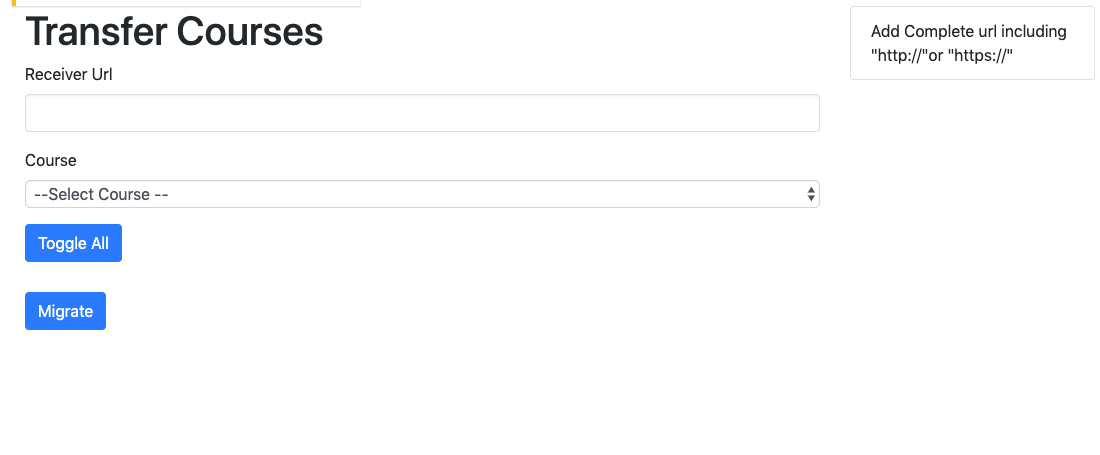 Transfer Courses
Receiver Url
Course
--Select Course --
Toggle All
Migrate
Add Complete url including
"http://"or "https://"